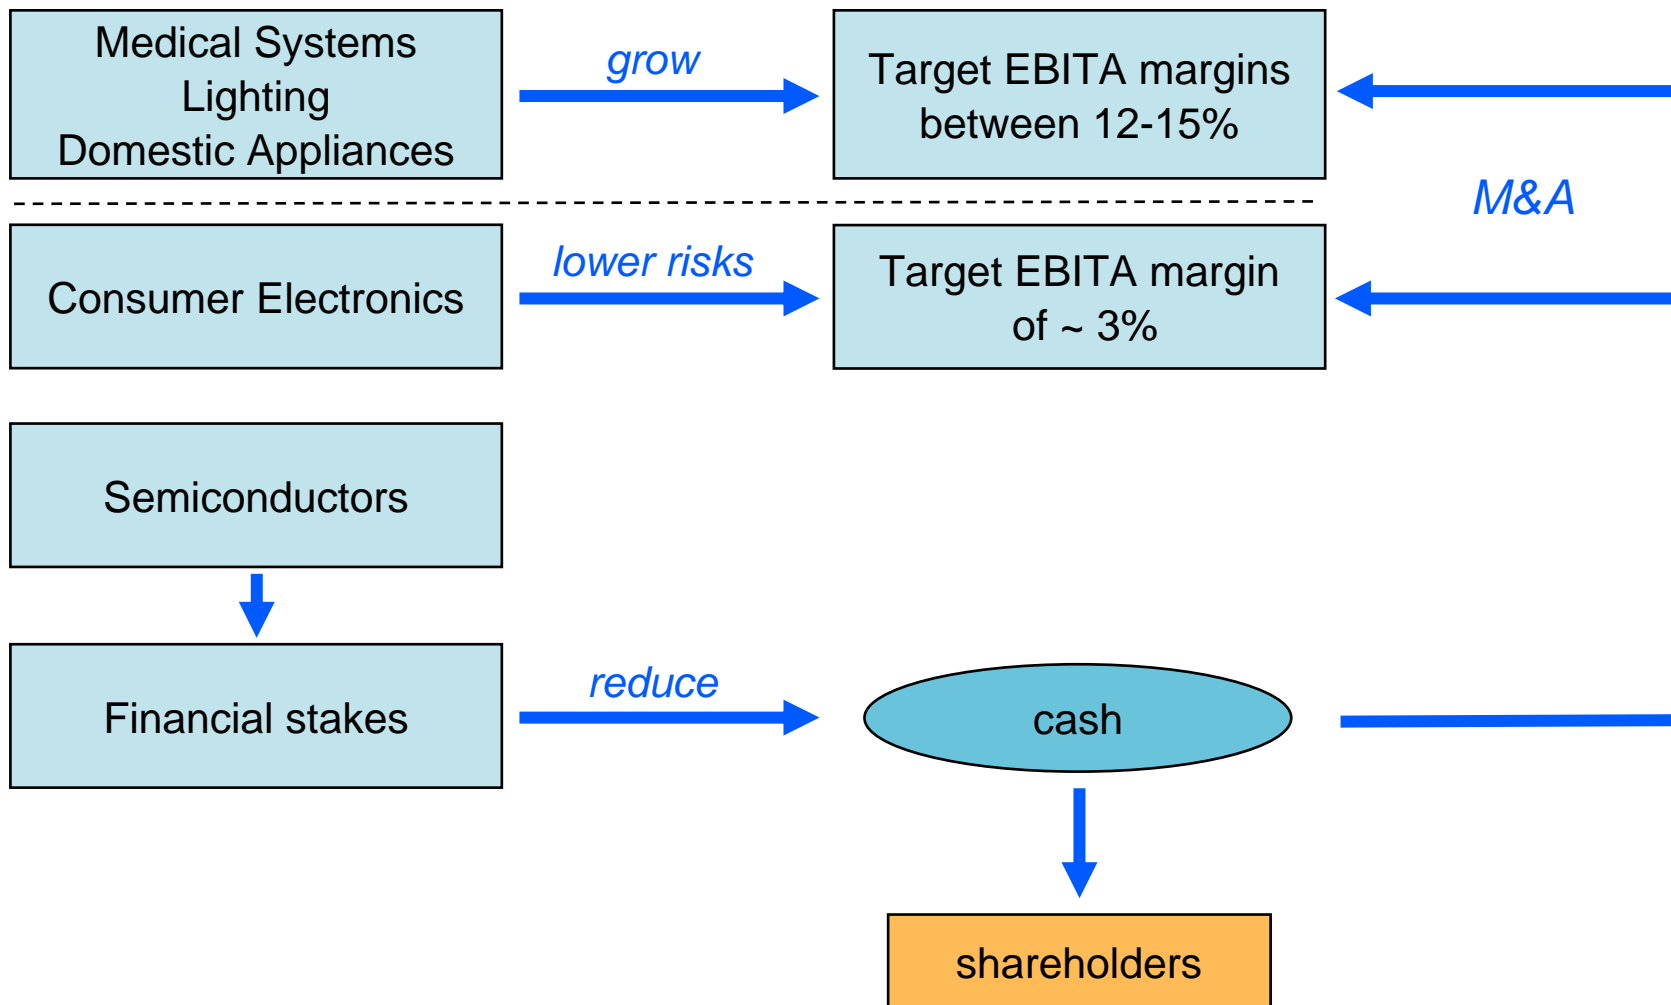 Medical Systems
Lighting
Domestic Appliances
grow
Target EBITA margins
between 12-15%
M&A
Consumer Electronics
lower risks
Target EBITA margin
of ~ 3%
Semiconductors
Financial stakes
reduce
cash
shareholders